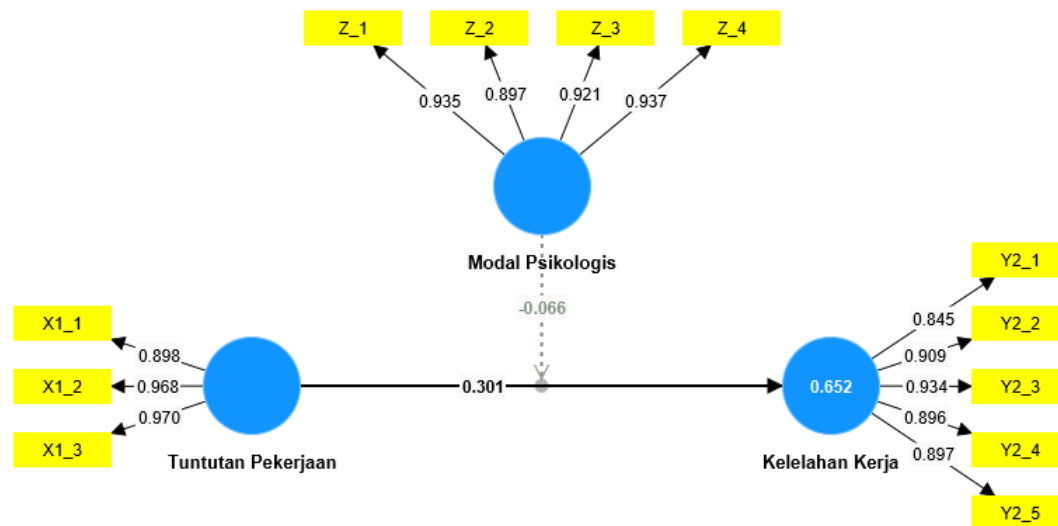 Z_1
Z_2
Z_3
Z_4
0.935
0.897
0.921
0.937
Modal Psikologis
-0.066
X1_1
X1_2
X1_3
0.898
0.968
0.970
Tuntutan Pekerjaan
0.301
0.652
Kelelahan Kerja
0.845
0.909
0.934
0.896
0.897
Y2_1
Y2_2
Y2_3
Y2_4
Y2_5